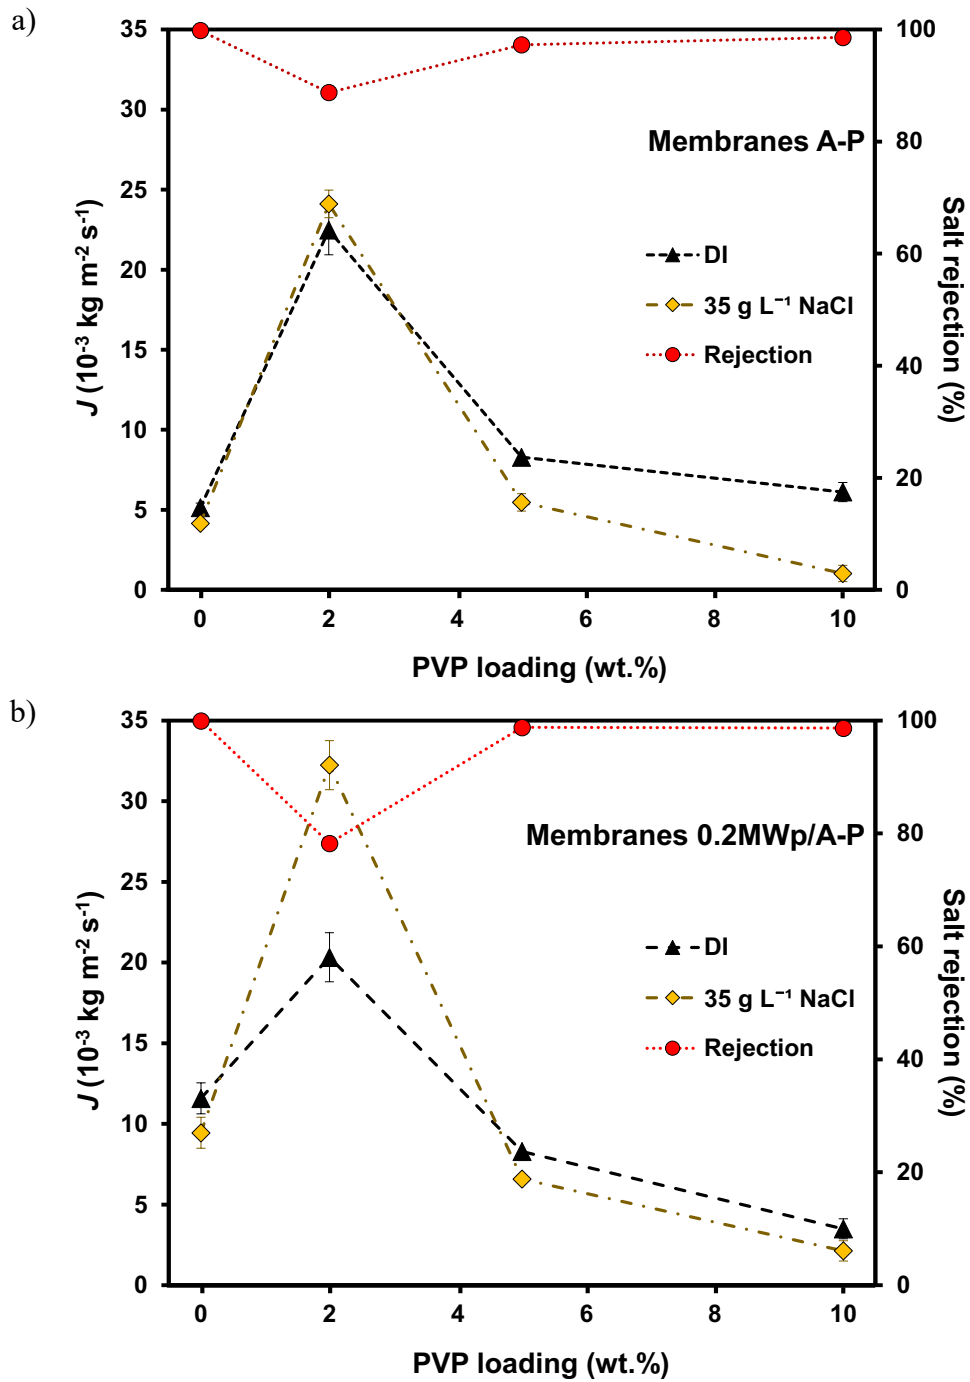 a)
35
30
25
20
15
10
5
0
J (10⁻³ kg m⁻² s⁻¹)
100
80
60
40
20
0
Salt rejection (%)
Membranes A-P
DI
35 g L⁻¹ NaCl
Rejection
0 2 4 6 8 10
PVP loading (wt.%)
b)
35
30
25
20
15
10
5
0
J (10⁻³ kg m⁻² s⁻¹)
100
80
60
40
20
0
Salt rejection (%)
Membranes 0.2MWp/A-P
DI
35 g L⁻¹ NaCl
Rejection
0 2 4 6 8 10
PVP loading (wt.%)